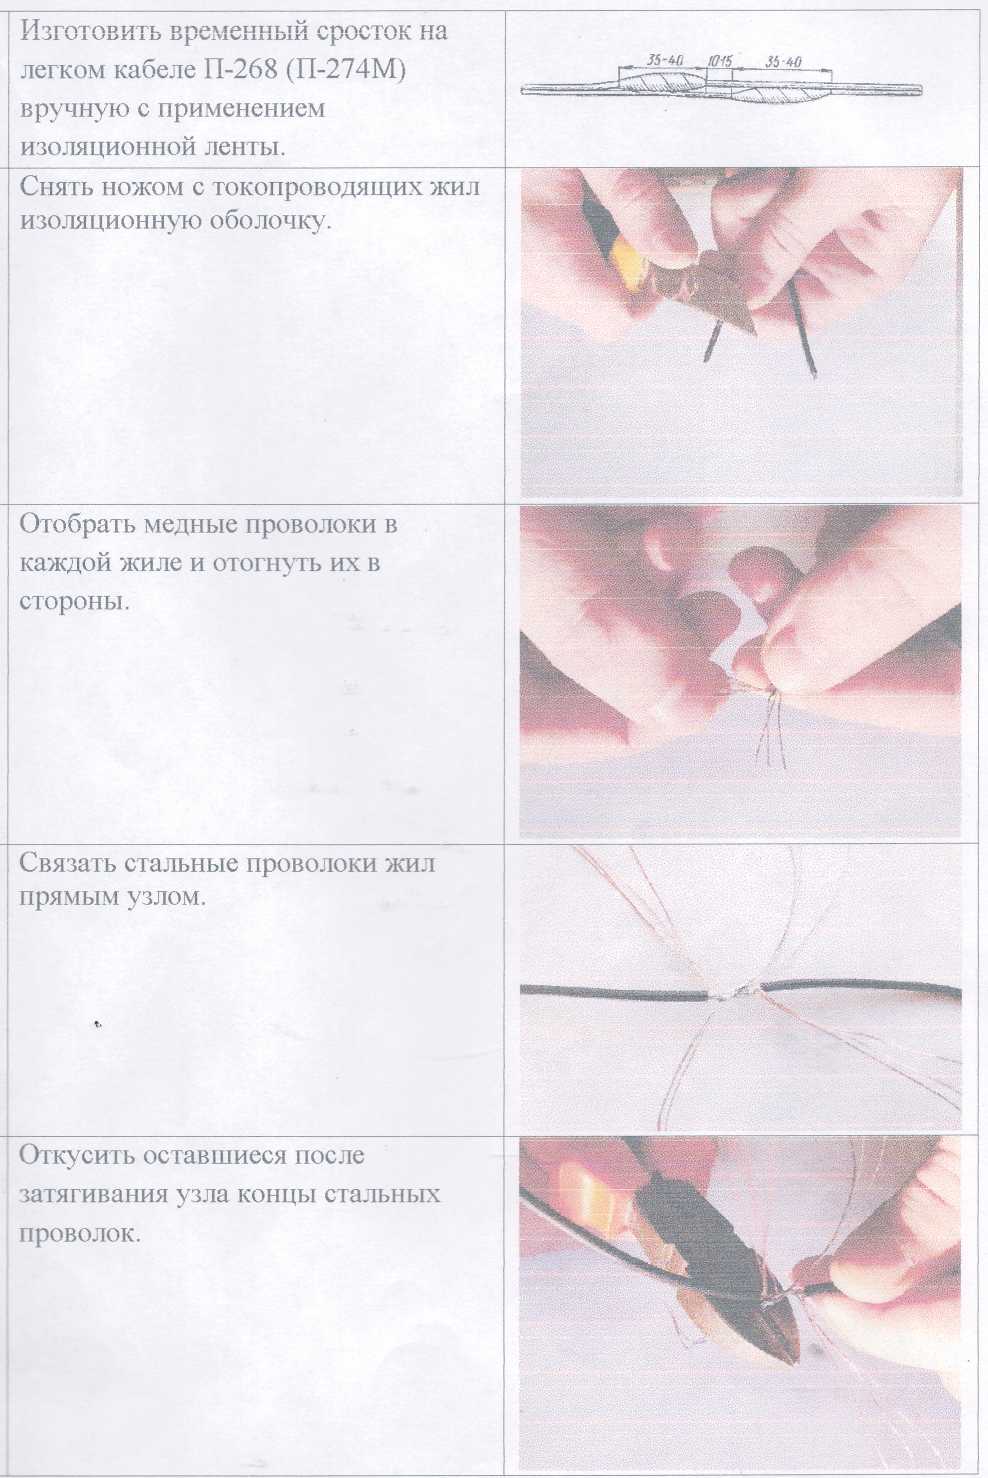 Изготовить временный сросток на
легком кабеле П-268 (П-274М)
вручную с применением
изоляционной ленты.
35-40 10-15 35-40
Снять ножом с токопроводящих жил
изоляционную оболочку.
Отобрать медные проволоки в
каждой жиле и отогнуть их в
стороны.
Связать стальные проволоки жил
прямым узлом.
Откусить оставшиеся после
затягивания узла концы стальных
проволок.